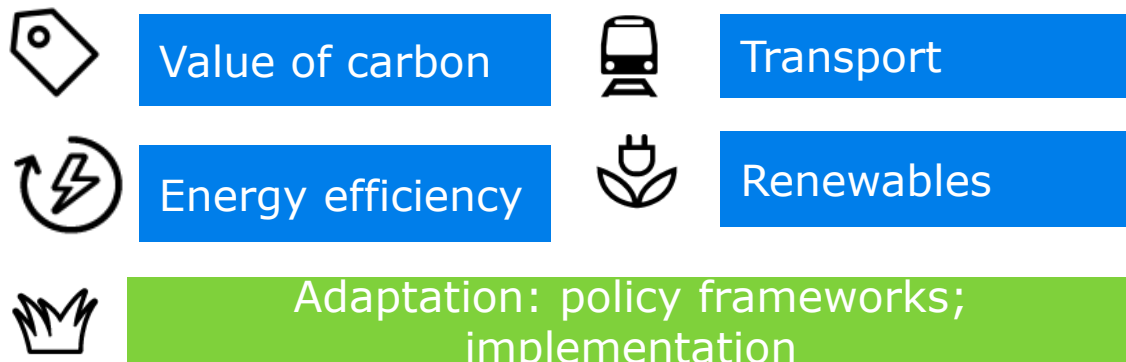 Value of carbon
Transport
Energy efficiency
Renewables
Adaptation: policy frameworks;
implementation